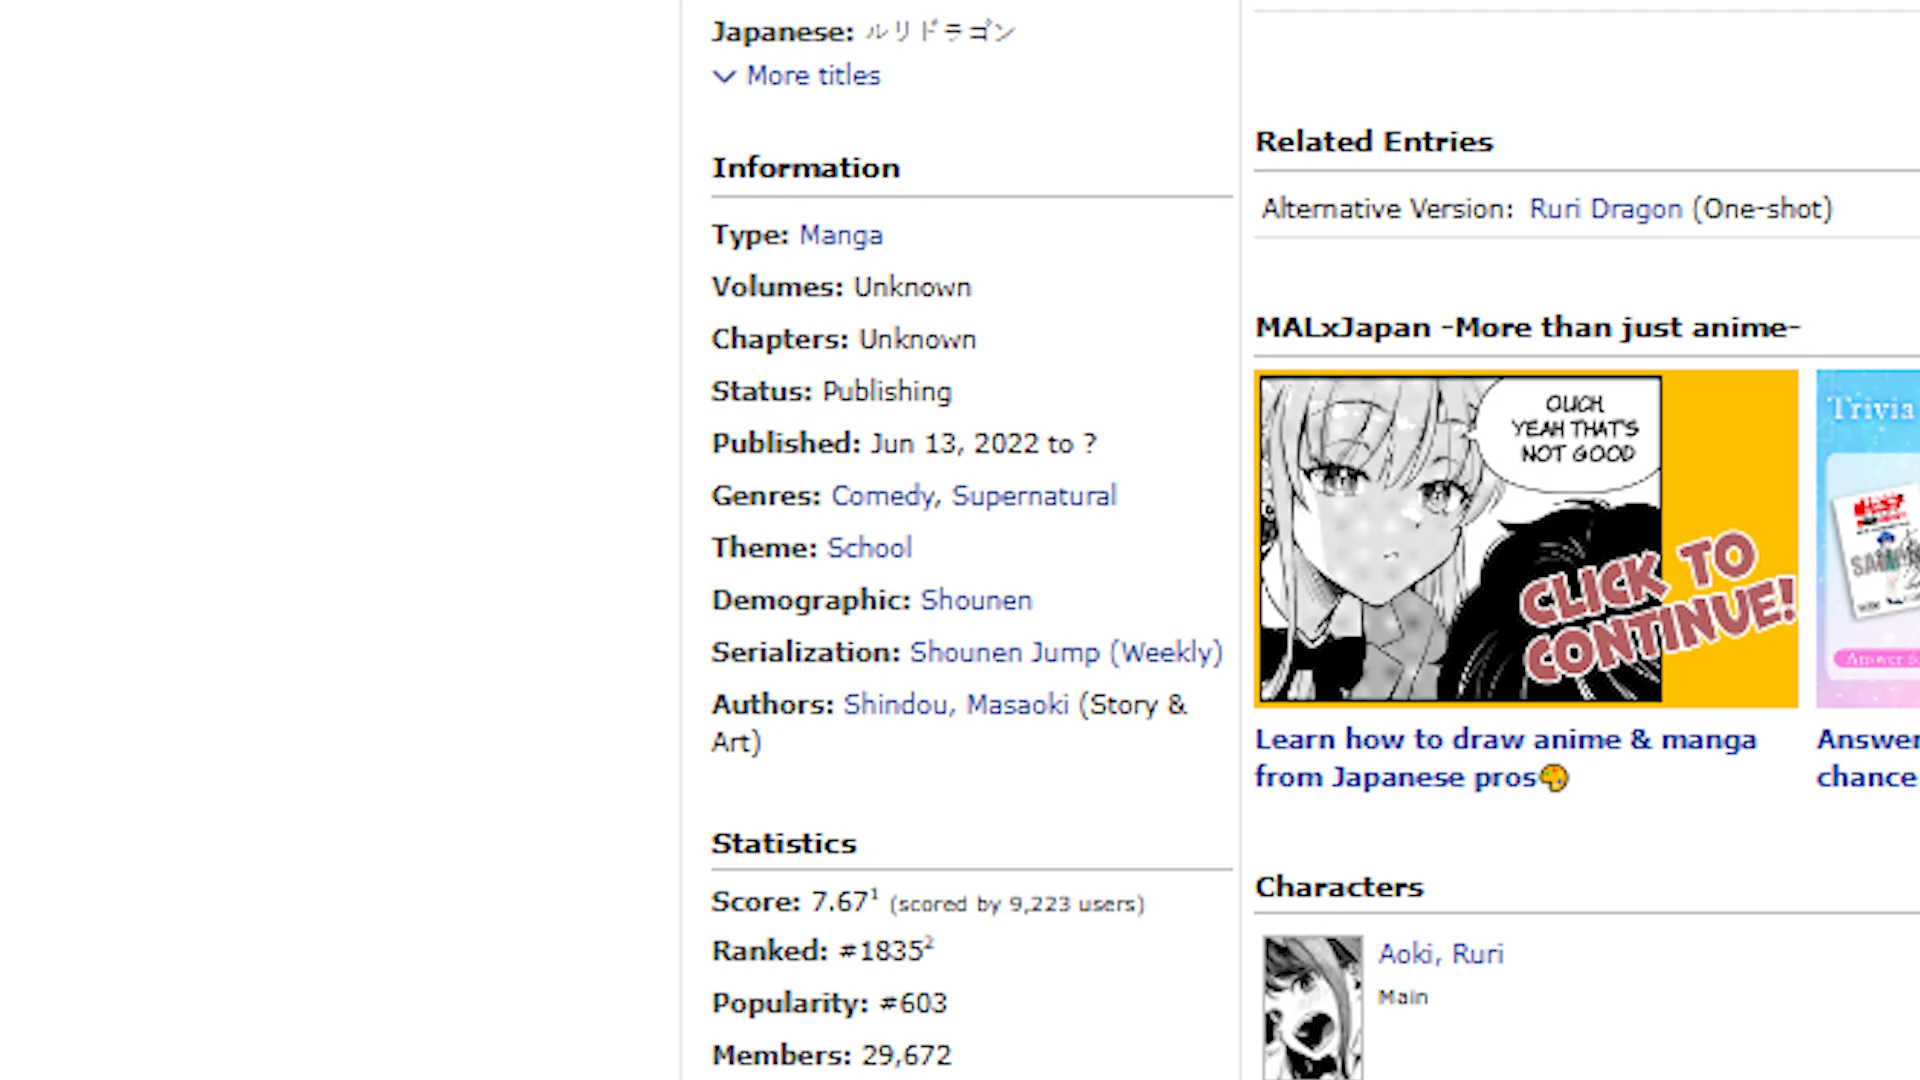 Japanese: ルリドラゴン
More titles
Information
Type: Manga
Volumes: Unknown
Chapters: Unknown
Status: Publishing
Published: Jun 13, 2022 to ?
Genres: Comedy, Supernatural
Theme: School
Demographic: Shounen
Serialization: Shounen Jump (Weekly)
Authors: Shindou, Masaoki (Story &
Art)
Statistics
Score: 7.67¹ (scored by 9,223 users)
Ranked: #1835²
Popularity: #603
Members: 29,672
Related Entries
Alternative Version: Ruri Dragon (One-shot)
MALxJapan -More than just anime-
OUCH
YEAH THAT'S
NOT GOOD
CLICK TO
CONTINUE!
Learn how to draw anime & manga
from Japanese pros
Trivia
Answer
chance
Characters
Aoki, Ruri
Main